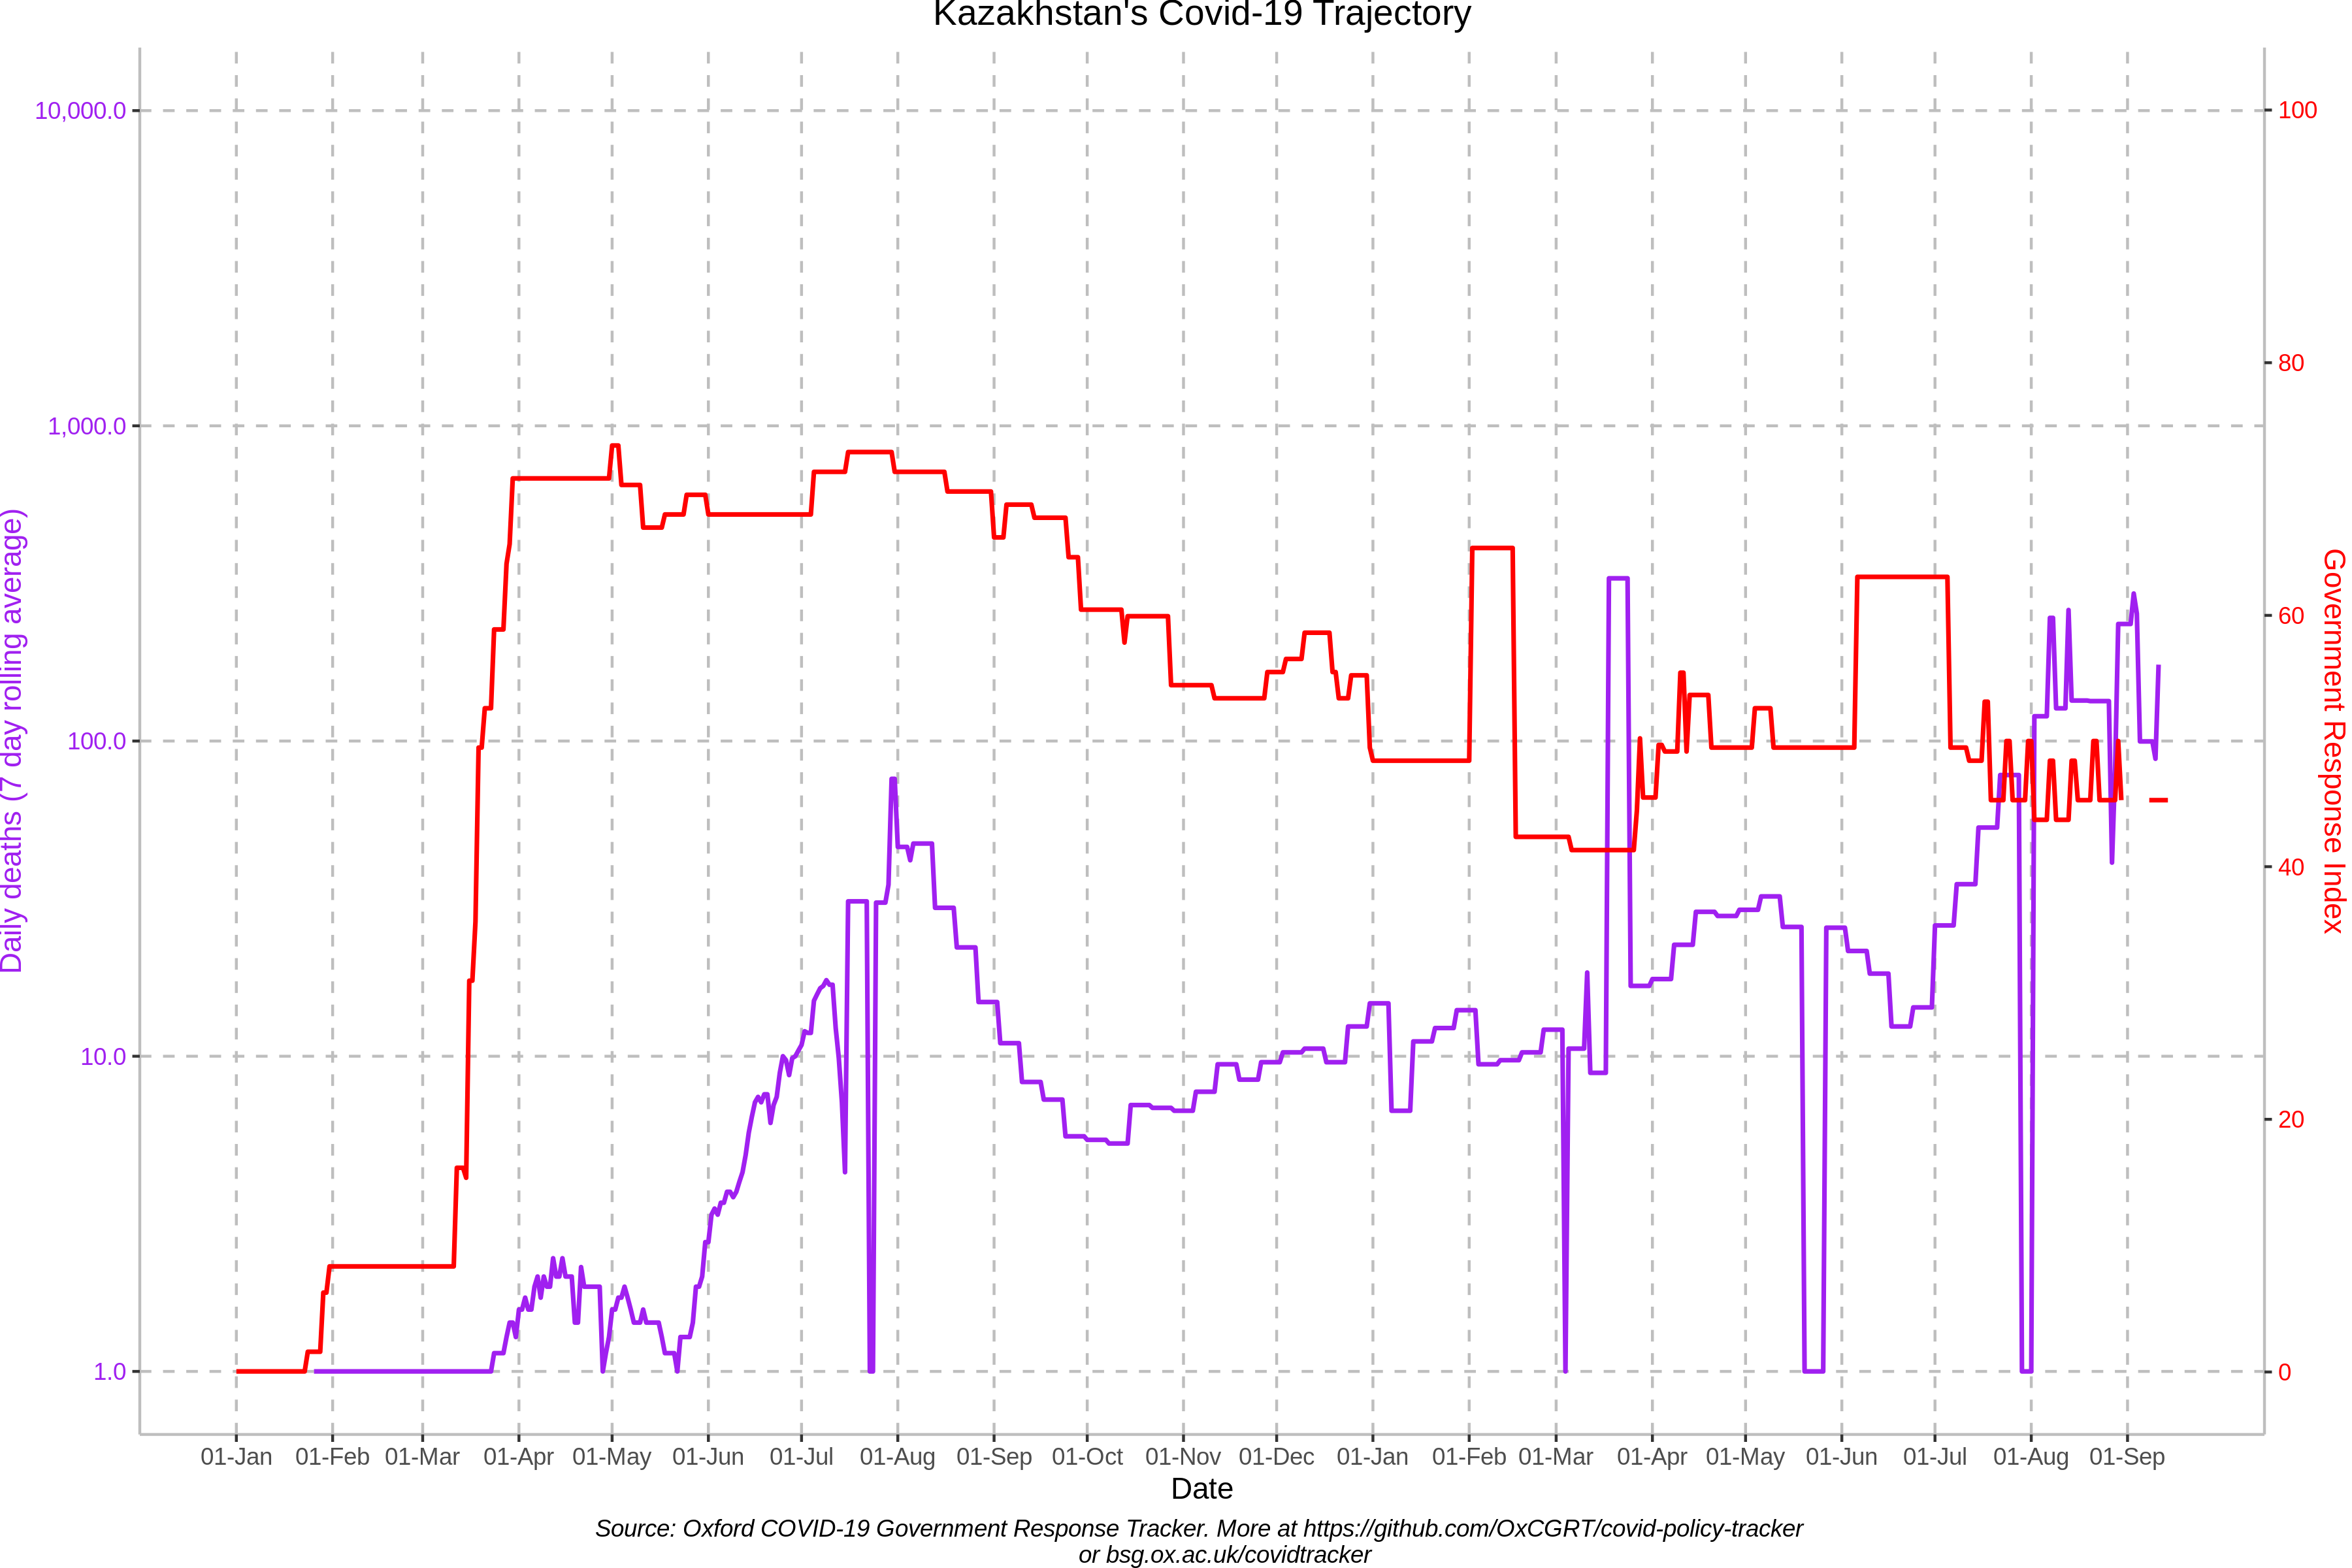 Kazakhstan's Covid-19 Trajectory
10,000.0
1,000.0
100.0
10.0
1.0
Daily deaths (7 day rolling average)
100
80
60
40
20
0
Government Response Index
01-Jan 01-Feb 01-Mar 01-Apr 01-May 01-Jun 01-Jul 01-Aug 01-Sep 01-Oct 01-Nov 01-Dec 01-Jan 01-Feb 01-Mar 01-Apr 01-May 01-Jun 01-Jul 01-Aug 01-Sep
Date
Source: Oxford COVID-19 Government Response Tracker. More at https://github.com/OxCGRT/covid-policy-tracker
or bsg.ox.ac.uk/covidtracker